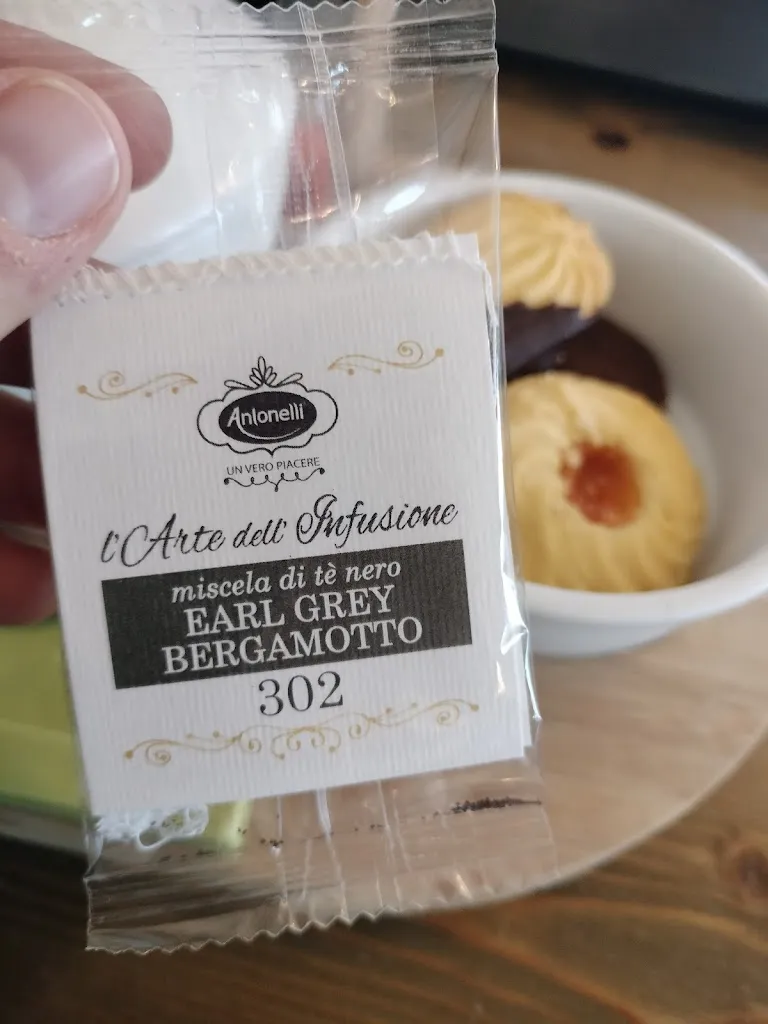 Antonelli
UN VERO PIACERE
l'Arte dell' Infusione
miscela di tè nero
EARL GREY
BERGAMOTTO
302